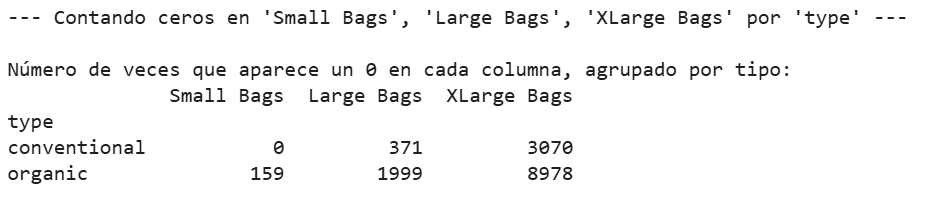 --- Contando ceros en 'Small Bags', 'Large Bags', 'XLarge Bags' por 'type' ---
Número de veces que aparece un 0 en cada columna, agrupado por tipo:
Small Bags Large Bags XLarge Bags
type
conventional 0 371 3070
organic 159 1999 8978